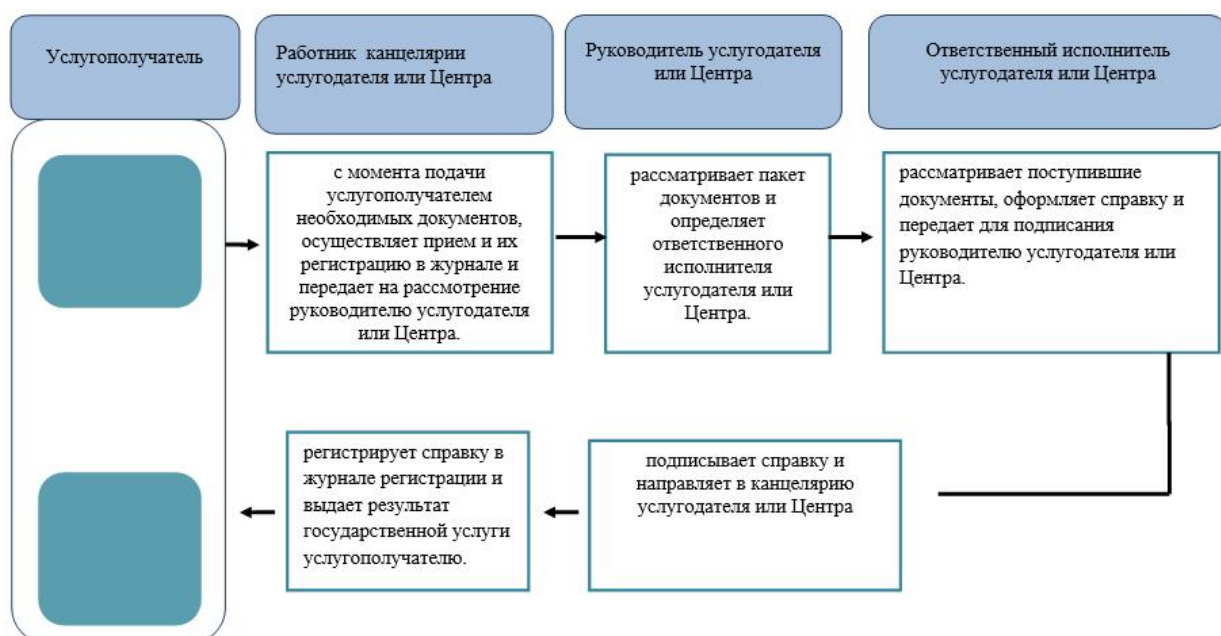 Услугополучатель
Работник канцелярии
услугодателя или Центра
Руководитель услугодателя
или Центра
Ответственный исполнитель
услугодателя или Центра
с момента подачи
услугополучателем
необходимых документов,
осуществляет прием и их
регистрацию в журнале и
передает на рассмотрение
руководителю услугодателя
или Центра.
рассматривает пакет
документов и
определяет
ответственного
исполнителя
услугодателя или
Центра.
рассматривает поступившие
документы, оформляет справку и
передает для подписания
руководителю услугодателя или
Центра.
регистрирует справку в
журнале регистрации и
выдает результат
государственной услуги
услугополучателю.
подписывает справку и
направляет в канцелярию
услугодателя или Центра